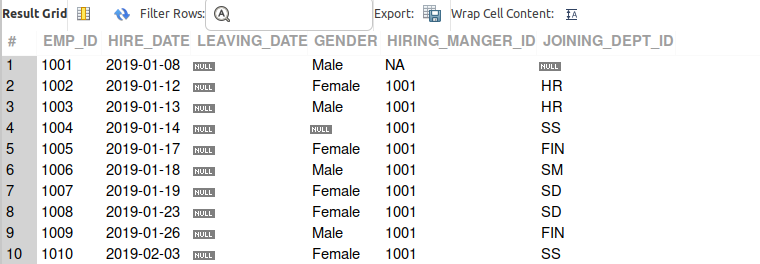 Result Grid Filter Rows: Export: Wrap Cell Content: IA
# EMP_ID HIRE_DATE LEAVING_DATE GENDER HIRING_MANGER_ID JOINING_DEPT_ID
1 1001 2019-01-08 NULL Male NA NULL
2 1002 2019-01-12 NULL Female 1001 HR
3 1003 2019-01-13 NULL Male 1001 HR
4 1004 2019-01-14 NULL NULL 1001 SS
5 1005 2019-01-17 NULL Female 1001 FIN
6 1006 2019-01-18 NULL Male 1001 SM
7 1007 2019-01-19 NULL Female 1001 SD
8 1008 2019-01-23 NULL Female 1001 SD
9 1009 2019-01-26 NULL Male 1001 FIN
10 1010 2019-02-03 NULL Female 1001 SS